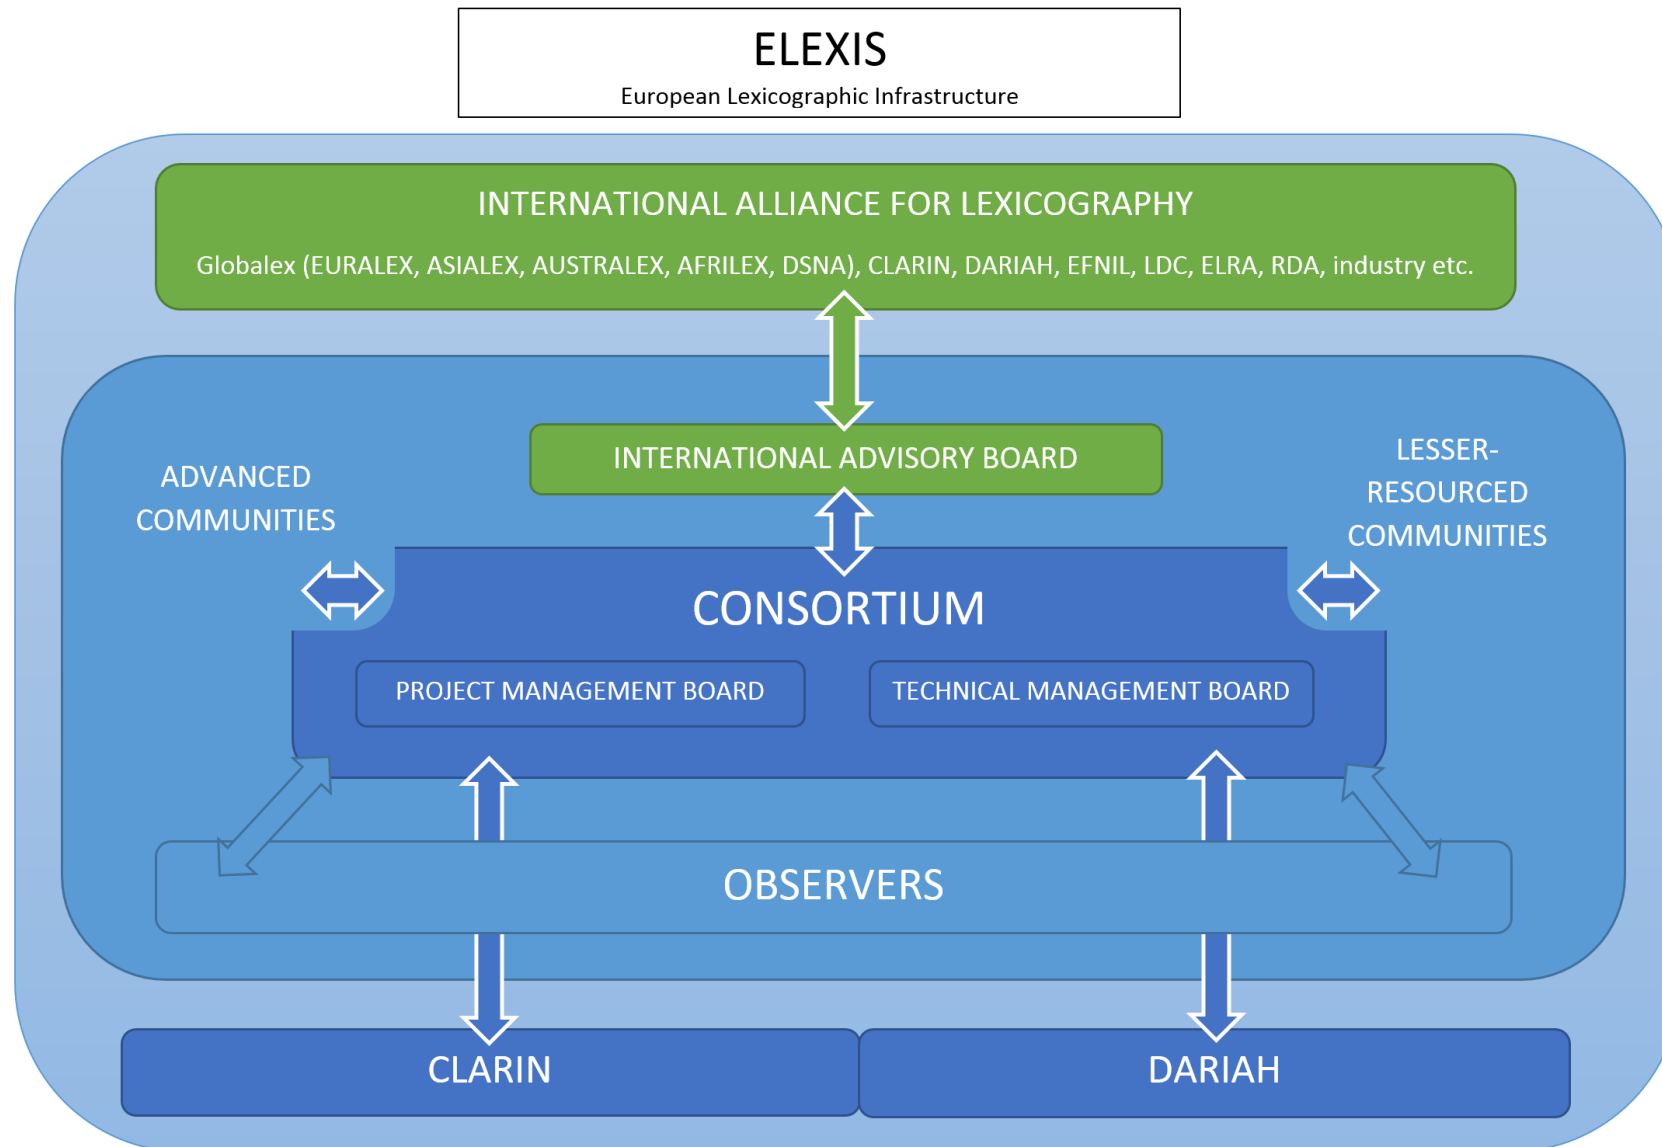 ELEXIS
European Lexicographic Infrastructure
INTERNATIONAL ALLIANCE FOR LEXICOGRAPHY
Globalex (EURALEX, ASIALEX, AUSTRALEX, AFRILEX, DSNA), CLARIN, DARIAH, EFNIL, LDC, ELRA, RDA, industry etc.
INTERNATIONAL ADVISORY BOARD
ADVANCED
COMMUNITIES
LESSER-
RESOURCED
COMMUNITIES
CONSORTIUM
PROJECT MANAGEMENT BOARD
TECHNICAL MANAGEMENT BOARD
OBSERVERS
CLARIN
DARIAH